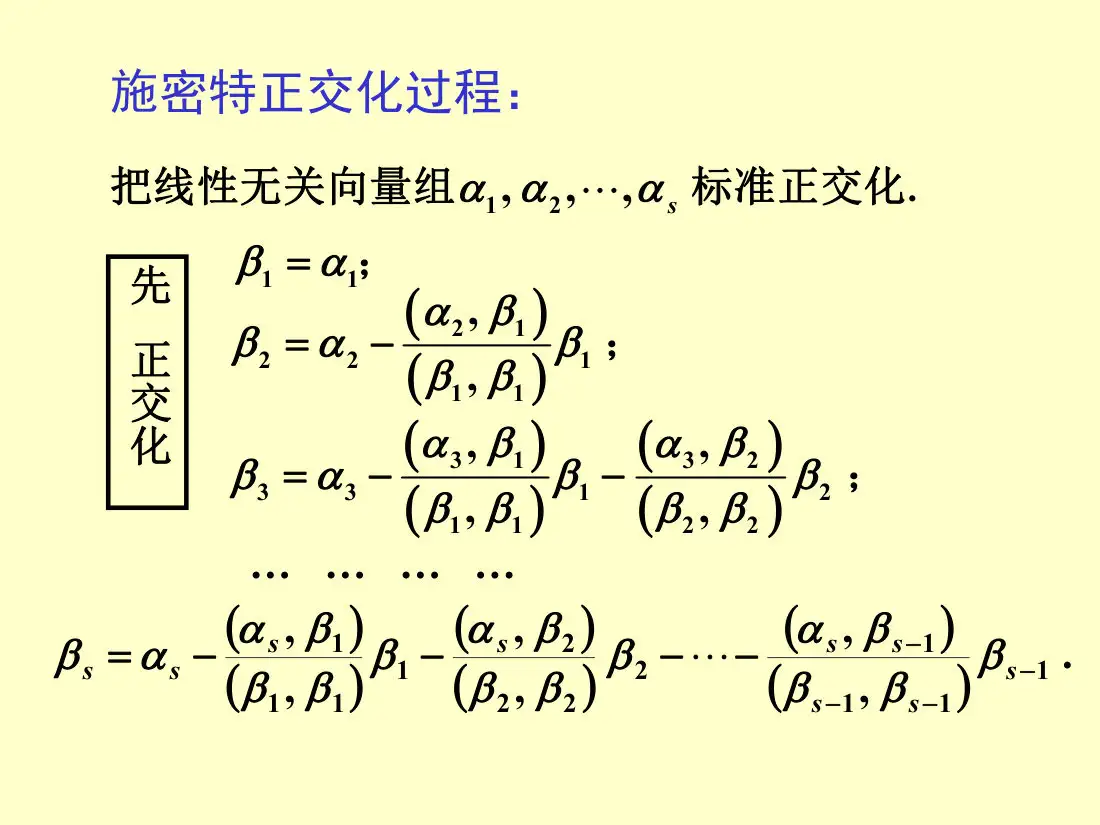 施密特正交化过程：
把线性无关向量组α₁, α₂, ⋯, αₛ 标准正交化.
先 正交化
β₁ = α₁；
β₂ = α₂ − (α₂, β₁)/(β₁, β₁) β₁ ；
β₃ = α₃ − (α₃, β₁)/(β₁, β₁) β₁ − (α₃, β₂)/(β₂, β₂) β₂ ；
… … … …
βₛ = αₛ − (αₛ, β₁)/(β₁, β₁) β₁ − (αₛ, β₂)/(β₂, β₂) β₂ − ⋯ − (αₛ, βₛ₋₁)/(βₛ₋₁, βₛ₋₁) βₛ₋₁ .